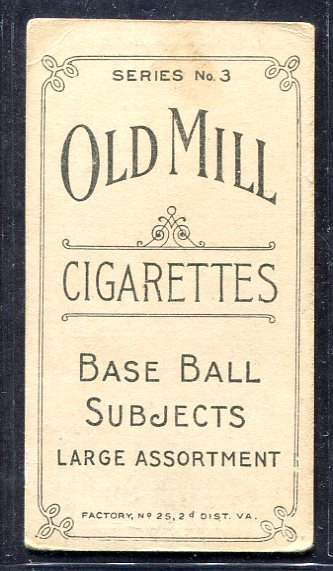 SERIES No. 3
OLD MILL
CIGARETTES
BASE BALL
SUBJECTS
LARGE ASSORTMENT
FACTORY, No 25, 2d DIST. VA.